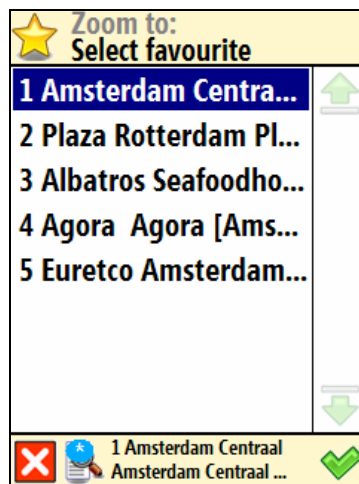 Zoom to:
Select favourite
1 Amsterdam Centra...
2 Plaza Rotterdam Pl...
3 Albatros Seafoodho...
4 Agora Agora [Ams...
5 Euretco Amsterdam...
1 Amsterdam Centraal
Amsterdam Centraal ...